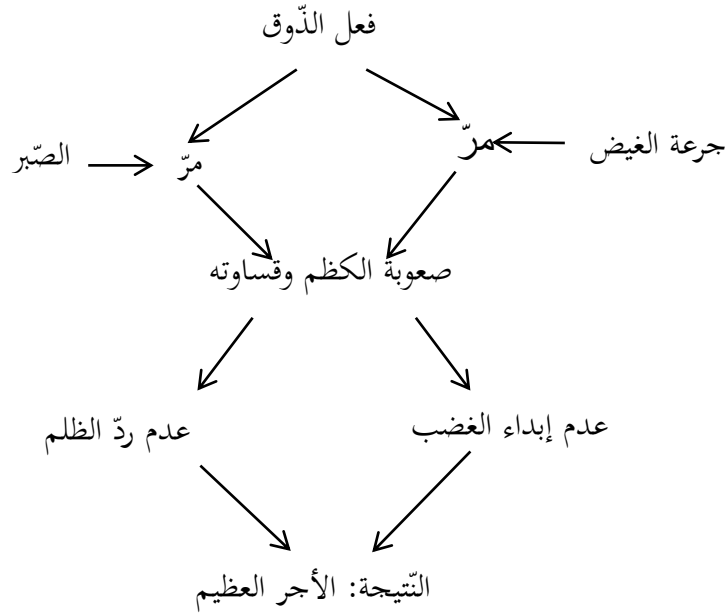 فعل الذّوق
جرعة الغيض
مرّ
مرّ
الصّبر
صعوبة الكظم وقساوته
عدم إبداء الغضب
عدم ردّ الظلم
النّتيجة: الأجر العظيم